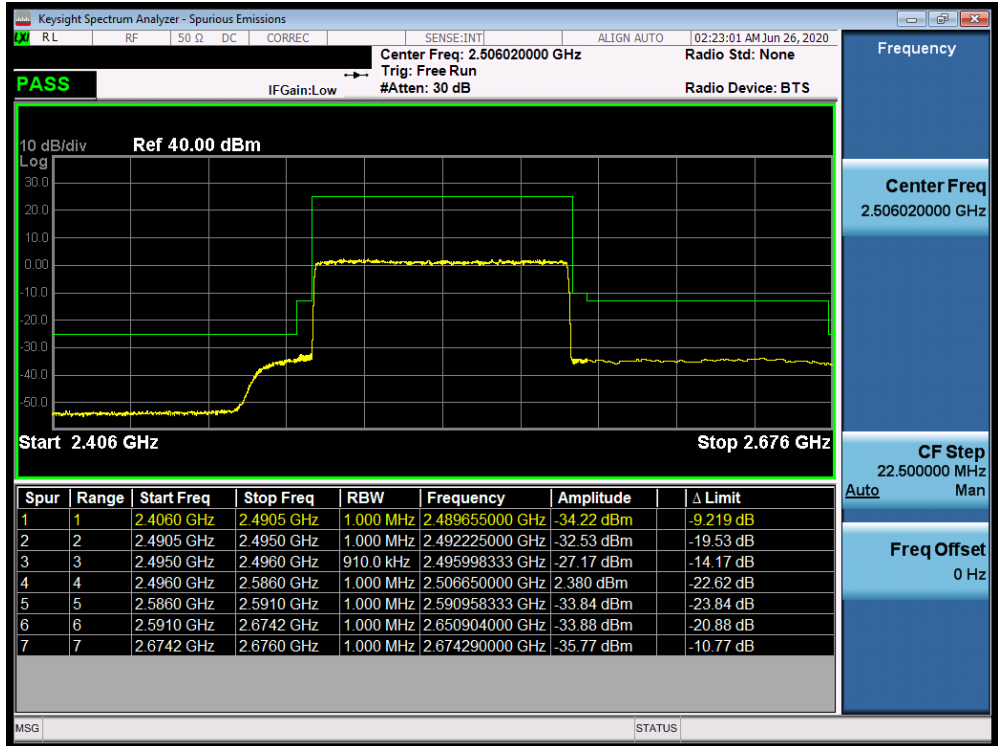 Keysight Spectrum Analyzer - Spurious Emissions
LXI RL RF 50 Ω DC CORREC SENSE:INT ALIGN AUTO 02:23:01 AM Jun 26, 2020
Center Freq: 2.506020000 GHz Radio Std: None
Trig: Free Run
PASS IFGain:Low #Atten: 30 dB Radio Device: BTS
10 dB/div Ref 40.00 dBm
Log
30.0
20.0
10.0
0.00
-10.0
-20.0
-30.0
-40.0
-50.0
Start 2.406 GHz Stop 2.676 GHz
Spur Range Start Freq Stop Freq RBW Frequency Amplitude Δ Limit
1 1 2.4060 GHz 2.4905 GHz 1.000 MHz 2.489655000 GHz -34.22 dBm -9.219 dB
2 2 2.4905 GHz 2.4950 GHz 1.000 MHz 2.492225000 GHz -32.53 dBm -19.53 dB
3 3 2.4950 GHz 2.4960 GHz 910.0 kHz 2.495998333 GHz -27.17 dBm -14.17 dB
4 4 2.4960 GHz 2.5860 GHz 1.000 MHz 2.506650000 GHz 2.380 dBm -22.62 dB
5 5 2.5860 GHz 2.5910 GHz 1.000 MHz 2.590958333 GHz -33.84 dBm -23.84 dB
6 6 2.5910 GHz 2.6742 GHz 1.000 MHz 2.650904000 GHz -33.88 dBm -20.88 dB
7 7 2.6742 GHz 2.6760 GHz 1.000 MHz 2.674290000 GHz -35.77 dBm -10.77 dB
MSG STATUS
Frequency
Center Freq
2.506020000 GHz
CF Step
22.500000 MHz
Auto Man
Freq Offset
0 Hz